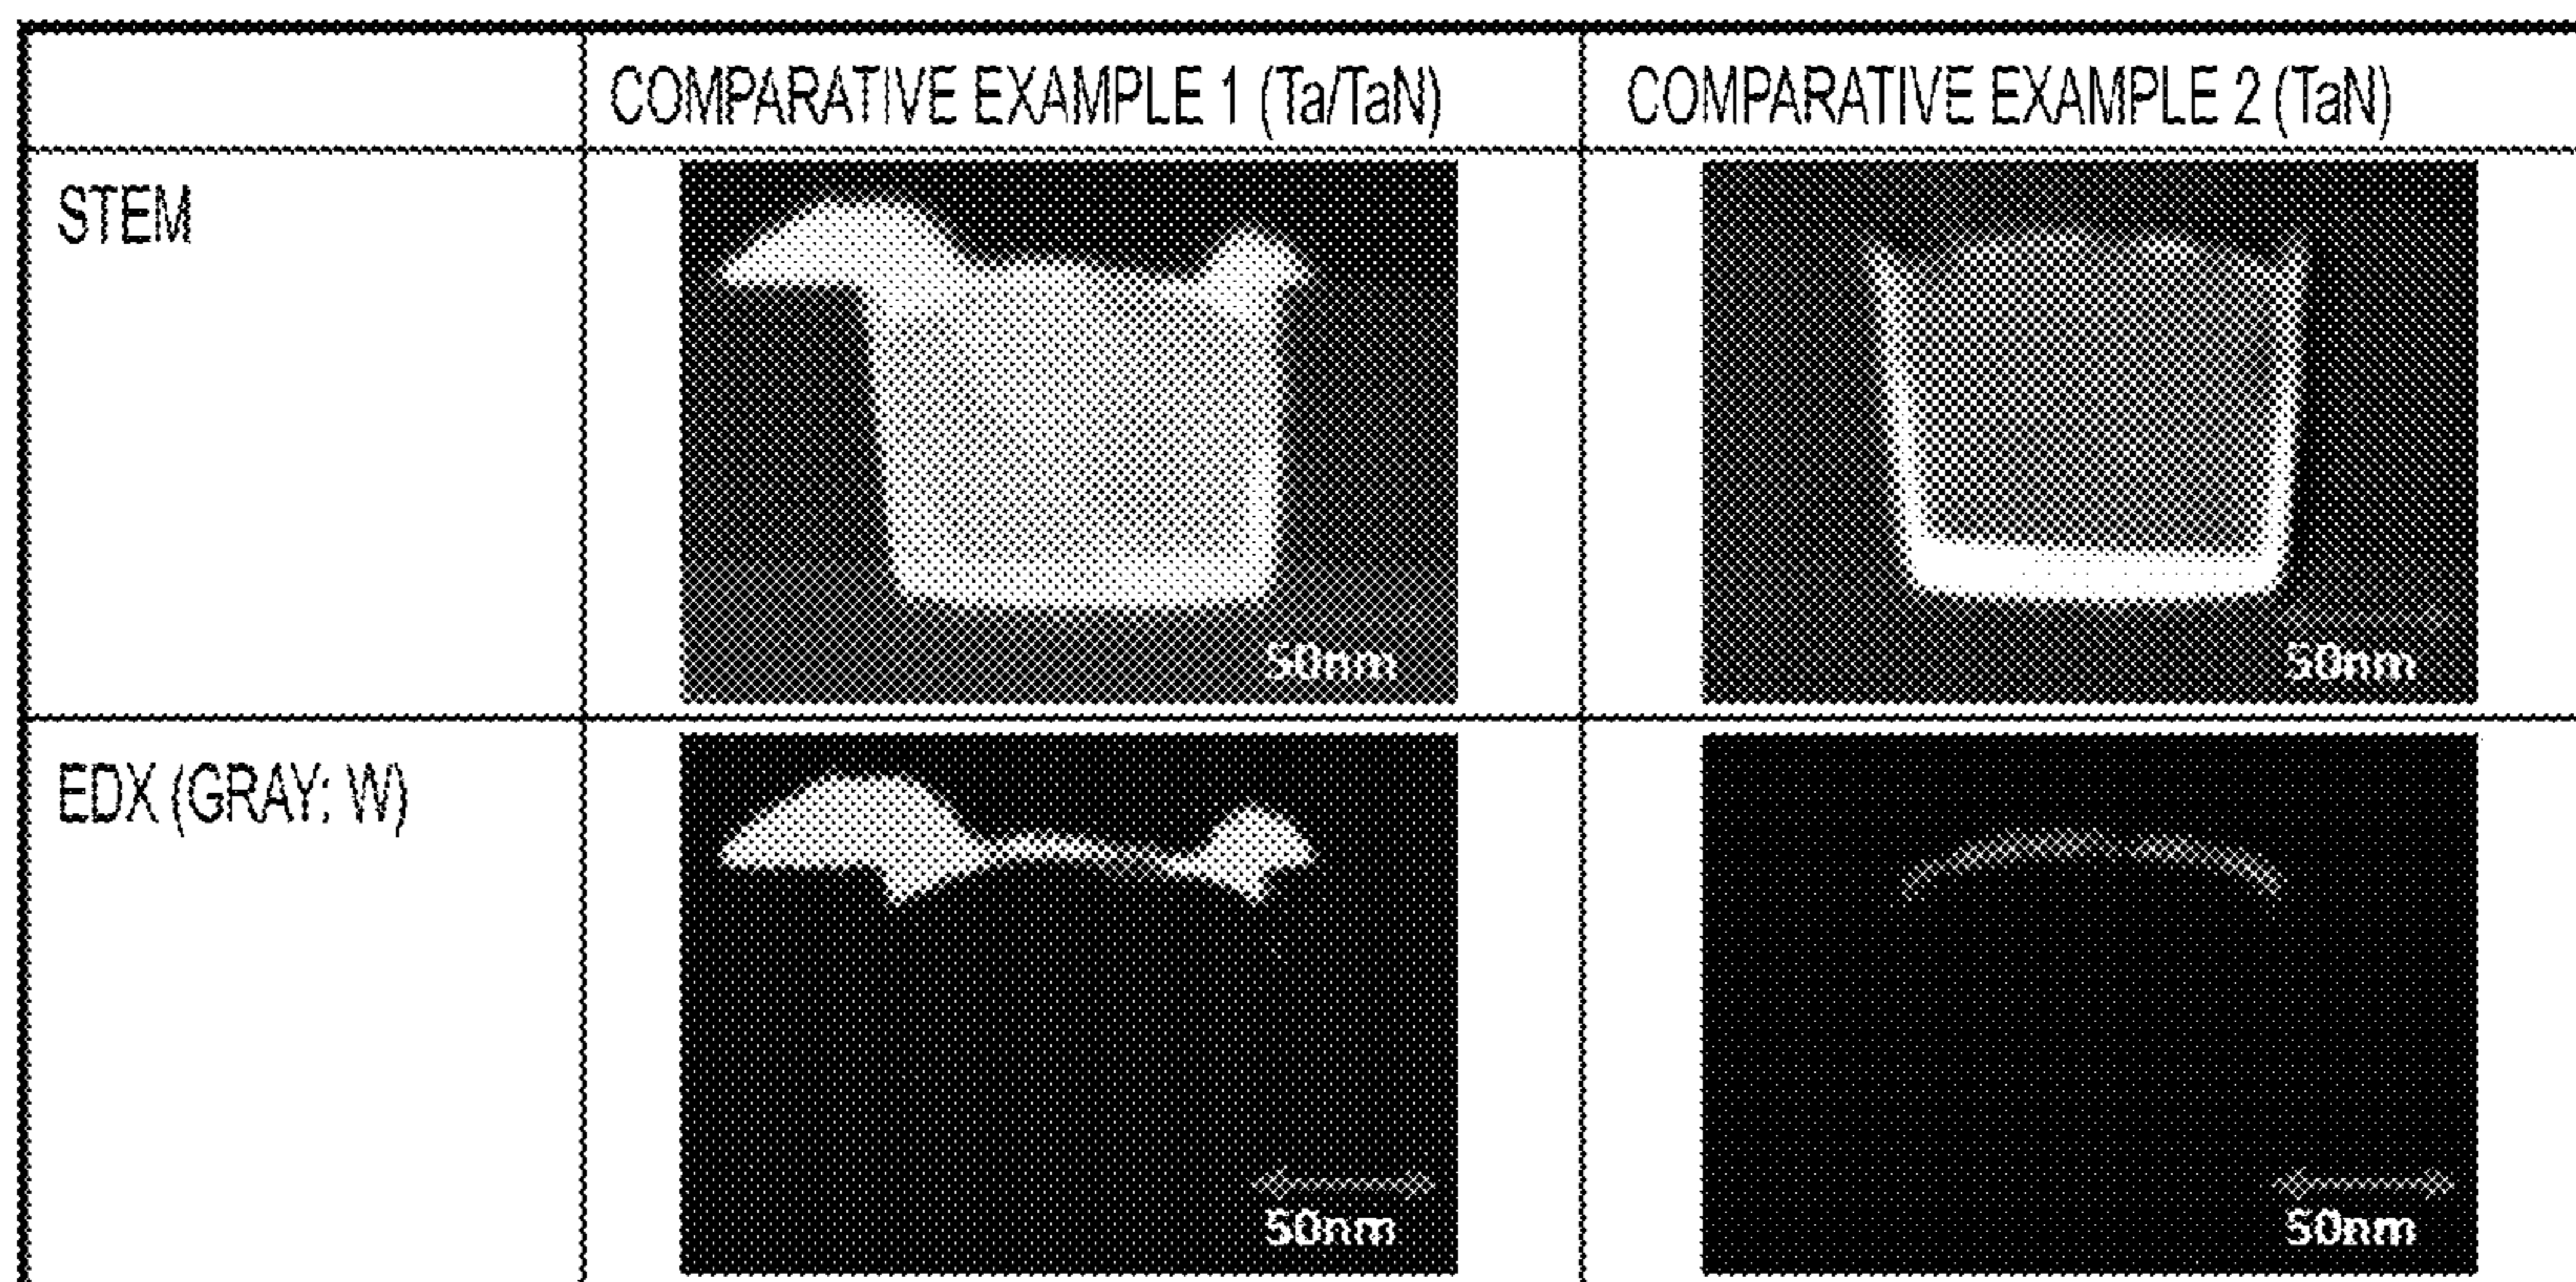 COMPARATIVE EXAMPLE 1 (Ta/TaN)
COMPARATIVE EXAMPLE 2 (TaN)
STEM
50nm
50nm
EDX (GRAY: W)
50nm
50nm